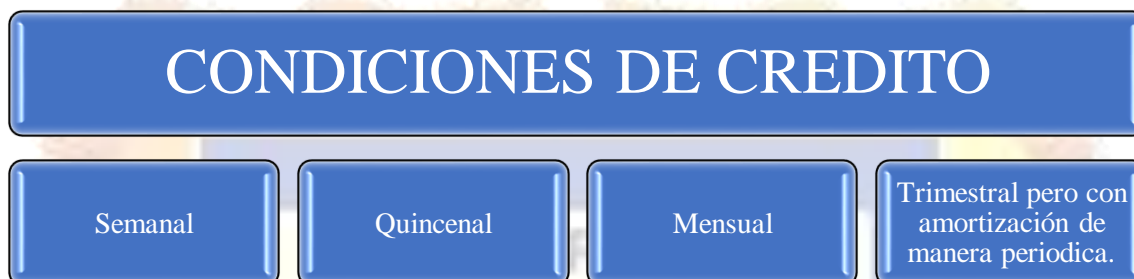 CONDICIONES DE CREDITO
Semanal
Quincenal
Mensual
Trimestral pero con
amortización de
manera periodica.